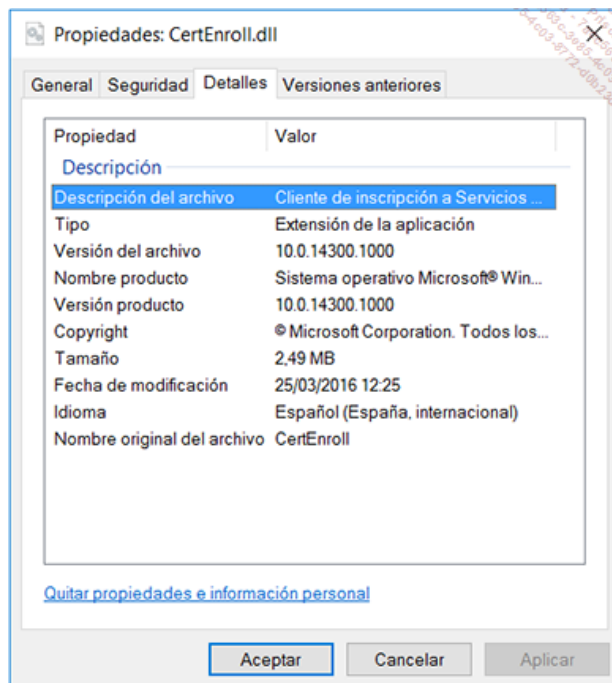 Propiedades: CertEnroll.dll
General Seguridad Detalles Versiones anteriores
Propiedad Valor
Descripción
Descripción del archivo Cliente de inscripción a Servicios ...
Tipo Extensión de la aplicación
Versión del archivo 10.0.14300.1000
Nombre producto Sistema operativo Microsoft® Win...
Versión producto 10.0.14300.1000
Copyright © Microsoft Corporation. Todos los...
Tamaño 2,49 MB
Fecha de modificación 25/03/2016 12:25
Idioma Español (España, internacional)
Nombre original del archivo CertEnroll
Quitar propiedades e información personal
Aceptar Cancelar Aplicar